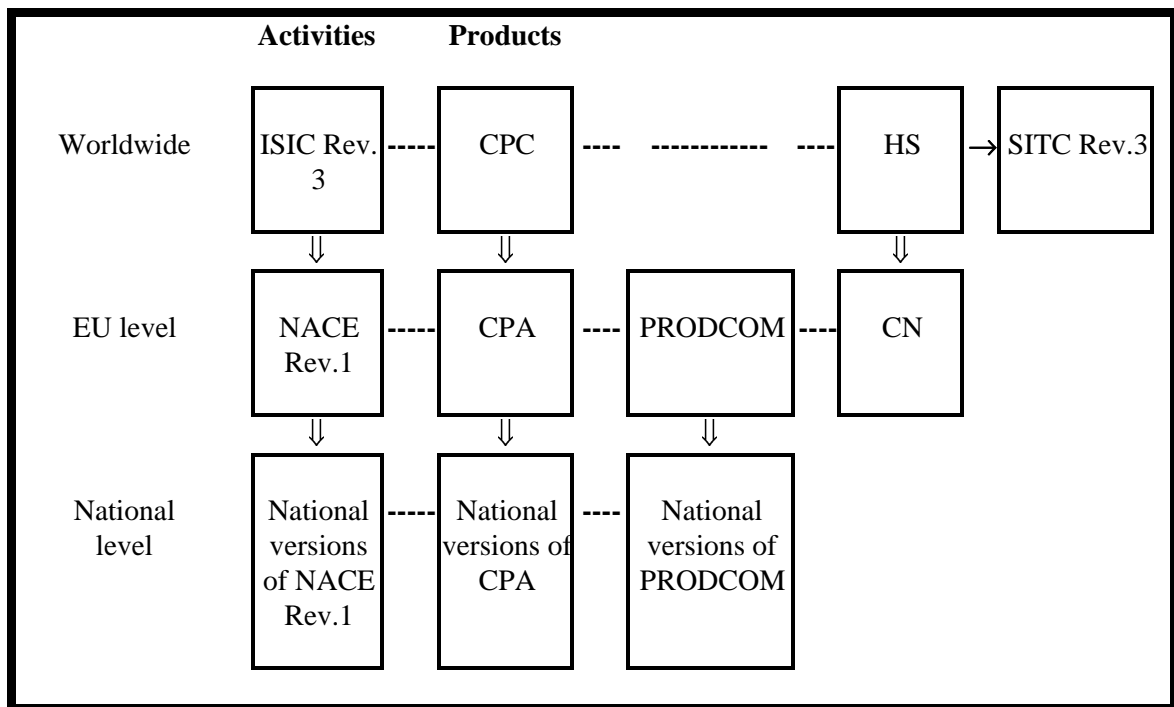 Activities Products
Worldwide ISIC Rev. 3 ----- CPC ---- ------------ ---- HS → SITC Rev.3
⇓ ⇓ ⇓
EU level NACE Rev.1 ----- CPA ---- PRODCOM ---- CN
⇓ ⇓ ⇓
National level National versions of NACE Rev.1 ----- National versions of CPA ---- National versions of PRODCOM